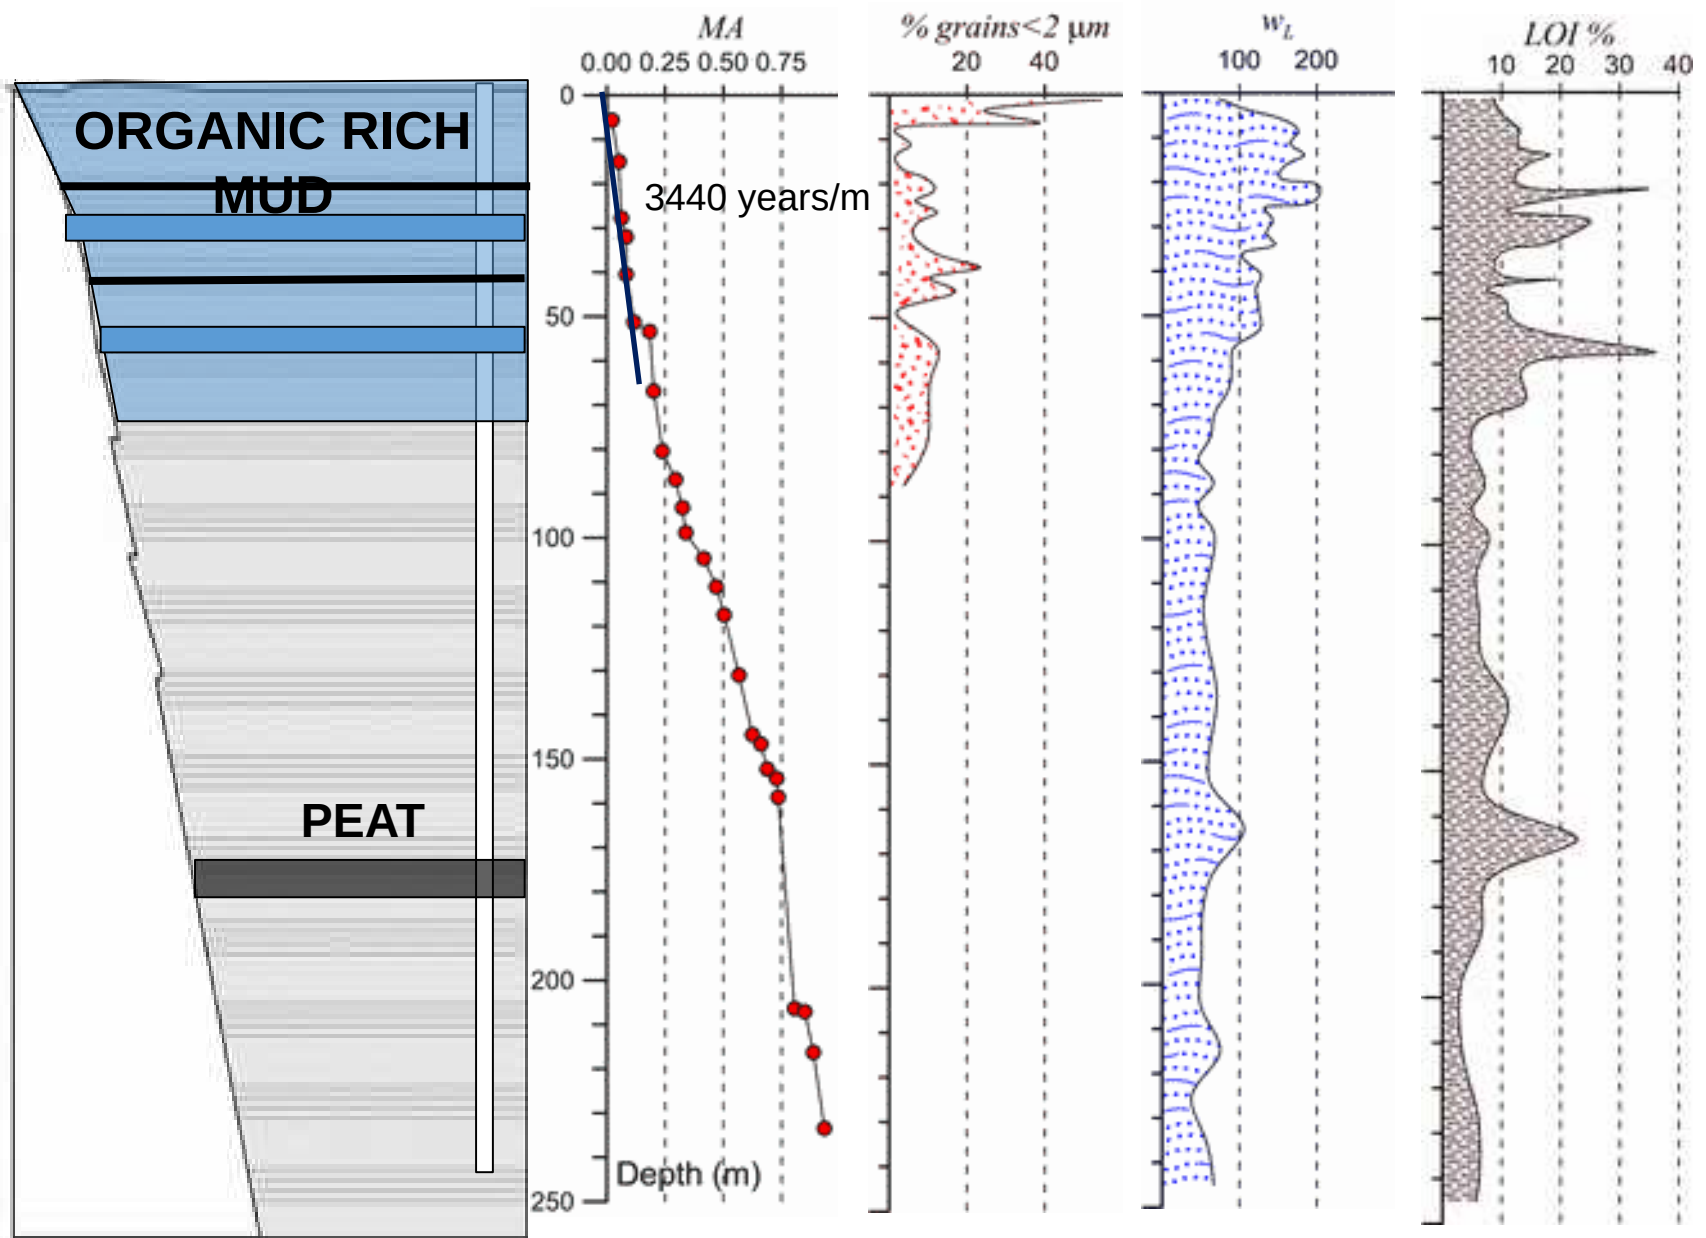 MA
% grains<2 μm
w_L
LOI %
0.00 0.25 0.50 0.75
20 40
100 200
10 20 30 40
0
ORGANIC RICH
MUD
3440 years/m
50
100
150
PEAT
200
Depth (m)
250